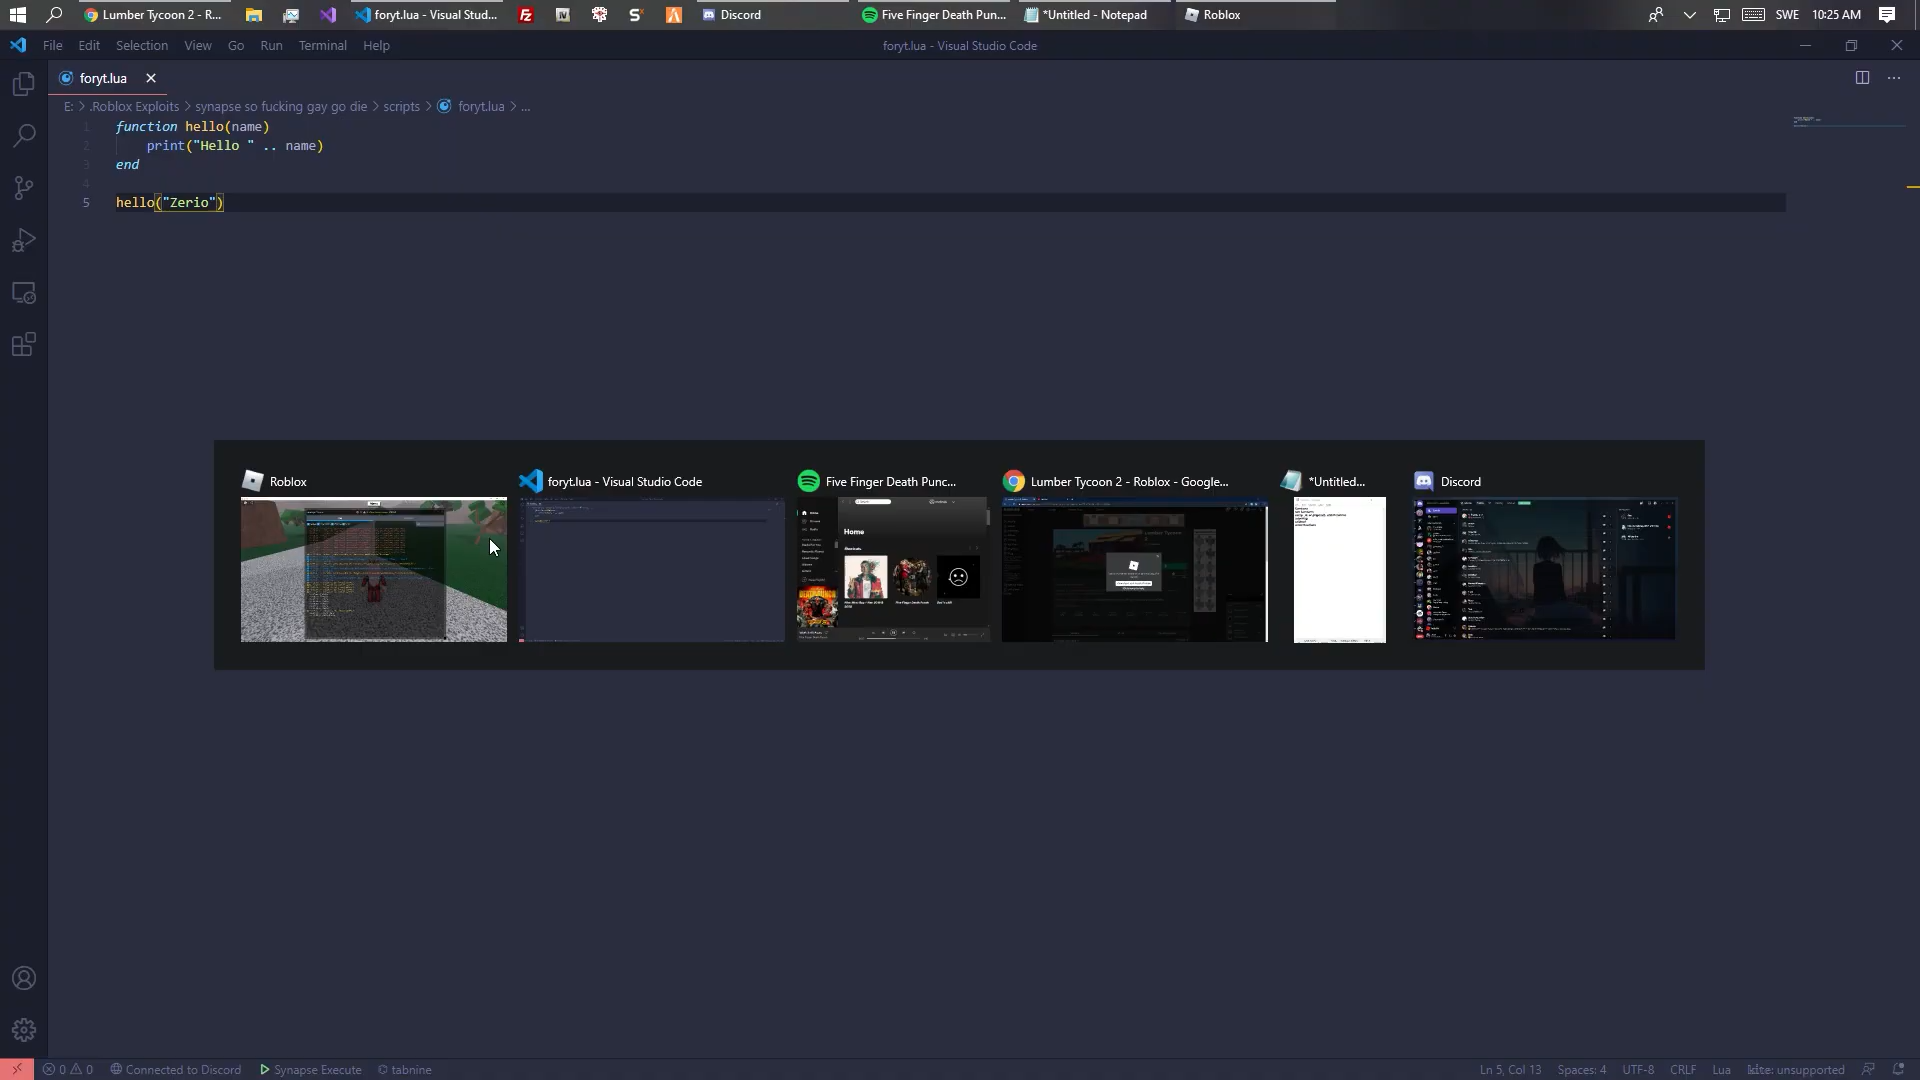 Lumber Tycoon 2 - R...
foryt.lua - Visual Stud...
Discord
Five Finger Death Pun...
*Untitled - Notepad
Roblox
SWE
10:25 AM
File Edit Selection View Go Run Terminal Help
foryt.lua - Visual Studio Code
foryt.lua
E: > .Roblox Exploits > synapse so fucking gay go die > scripts > foryt.lua > ...
1 function hello(name)
2 print("Hello " .. name)
3 end
4
5 hello("Zerio")
Roblox
foryt.lua - Visual Studio Code
Five Finger Death Punc...
Lumber Tycoon 2 - Roblox - Google...
*Untitled...
Discord
Home
0 0 Connected to Discord Synapse Execute tabnine
Ln 5, Col 13 Spaces: 4 UTF-8 CRLF Lua kite: unsupported